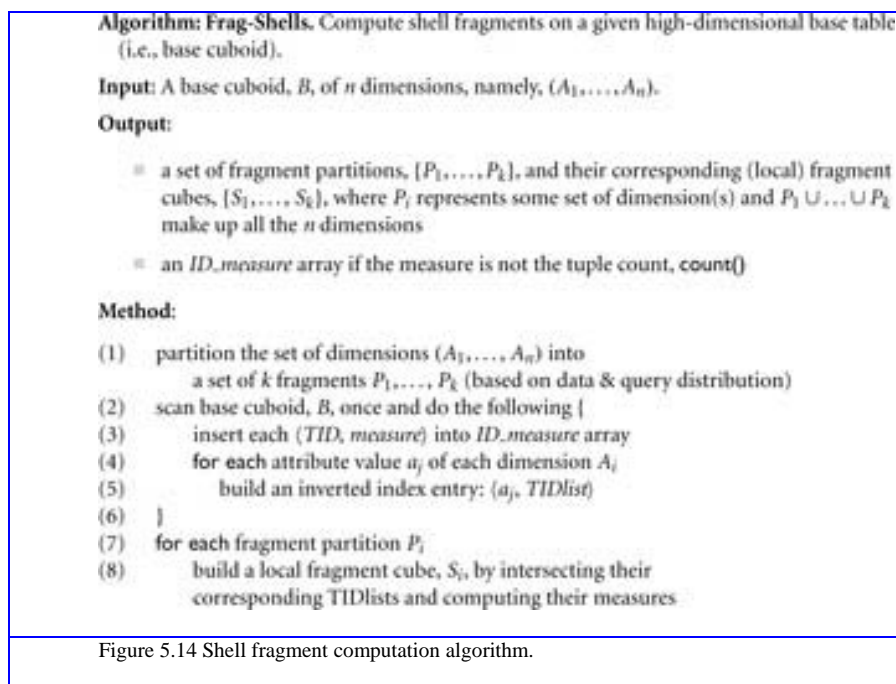 Algorithm: Frag-Shells. Compute shell fragments on a given high-dimensional base table
(i.e., base cuboid).
Input: A base cuboid, B, of n dimensions, namely, (A₁,…, Aₙ).
Output:
a set of fragment partitions, {P₁,…, Pₖ}, and their corresponding (local) fragment
cubes, {S₁,…, Sₖ}, where Pᵢ represents some set of dimension(s) and P₁ ∪…∪ Pₖ
make up all the n dimensions
an ID_measure array if the measure is not the tuple count, count()
Method:
(1) partition the set of dimensions (A₁,…, Aₙ) into
a set of k fragments P₁,…, Pₖ (based on data & query distribution)
(2) scan base cuboid, B, once and do the following {
(3) insert each ⟨TID, measure⟩ into ID_measure array
(4) for each attribute value aⱼ of each dimension Aᵢ
(5) build an inverted index entry: ⟨aⱼ, TIDlist⟩
(6) }
(7) for each fragment partition Pᵢ
(8) build a local fragment cube, Sᵢ, by intersecting their
corresponding TIDlists and computing their measures
Figure 5.14 Shell fragment computation algorithm.